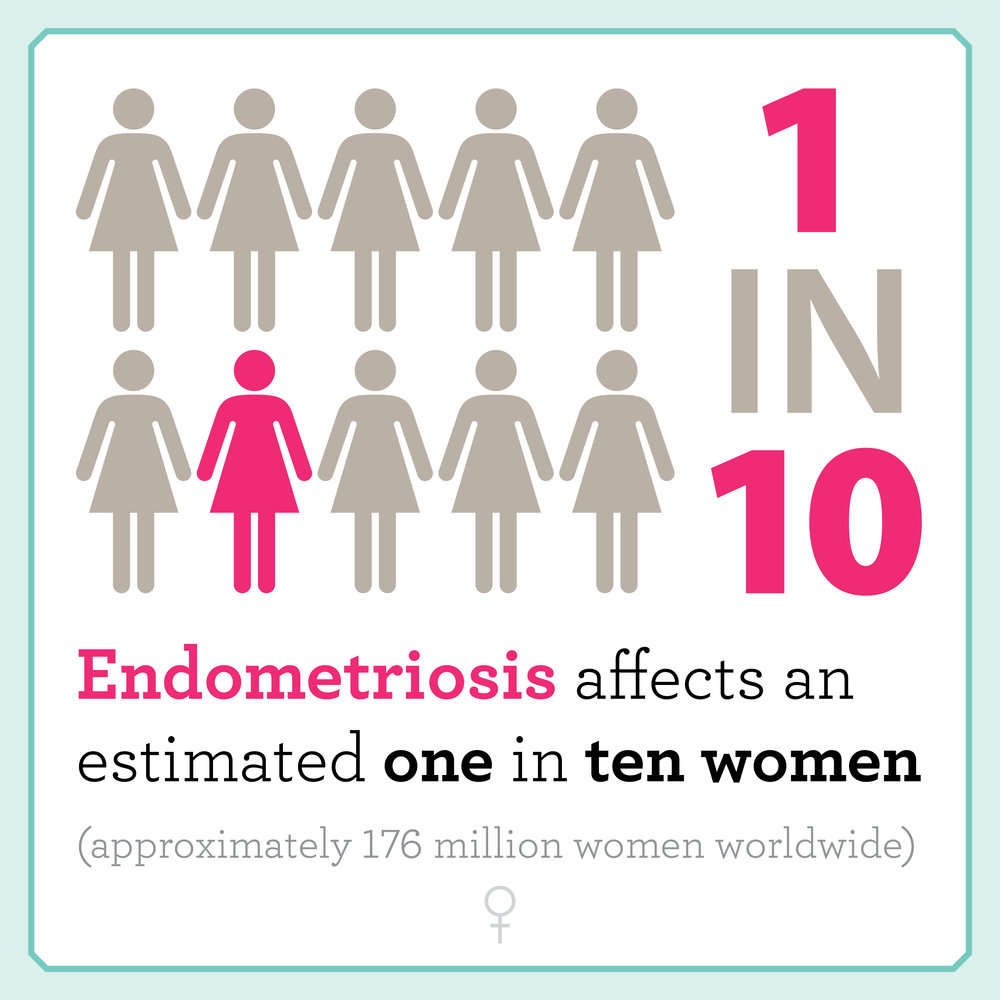 1
IN
10
Endometriosis affects an
estimated one in ten women
(approximately 176 million women worldwide)